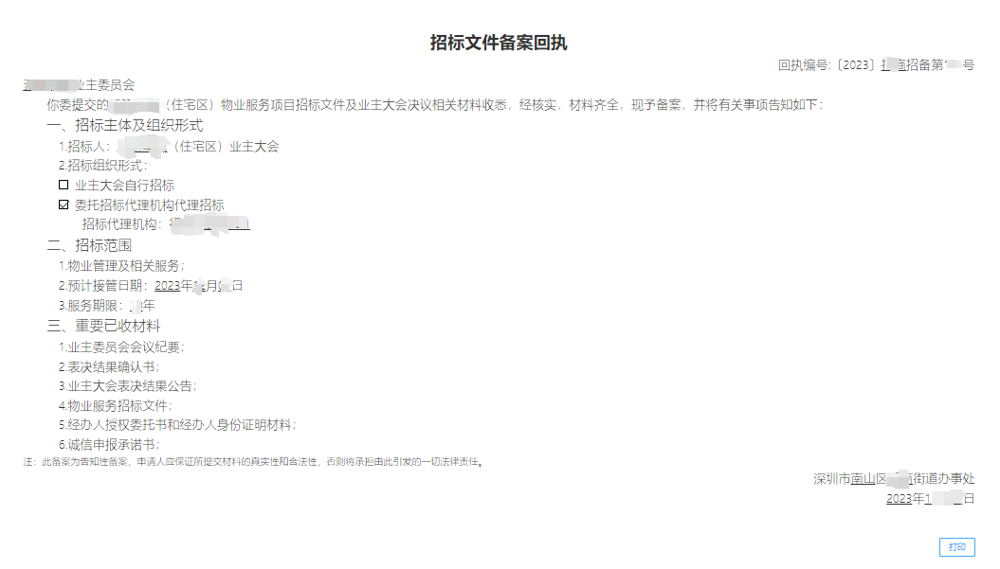 招标文件备案回执
回执编号:〔2023〕招备第号
业主委员会
你委提交的（住宅区）物业服务项目招标文件及业主大会决议相关材料收悉，经核实，材料齐全，现予备案，并将有关事项告知如下：
一、招标主体及组织形式
1.招标人：（住宅区）业主大会
2.招标组织形式：
业主大会自行招标
委托招标代理机构代理招标
招标代理机构：
二、招标范围
1.物业管理及相关服务；
2.预计接管日期：2023年月日
3.服务期限：年
三、重要已收材料
1.业主委员会会议纪要；
2.表决结果确认书；
3.业主大会表决结果公告；
4.物业服务招标文件；
5.经办人授权委托书和经办人身份证明材料；
6.诚信申报承诺书；
注：此备案为告知性备案，申请人应保证所提交材料的真实性和合法性，否则将承担由此引发的一切法律责任。
深圳市南山区街道办事处
2023年日
打印